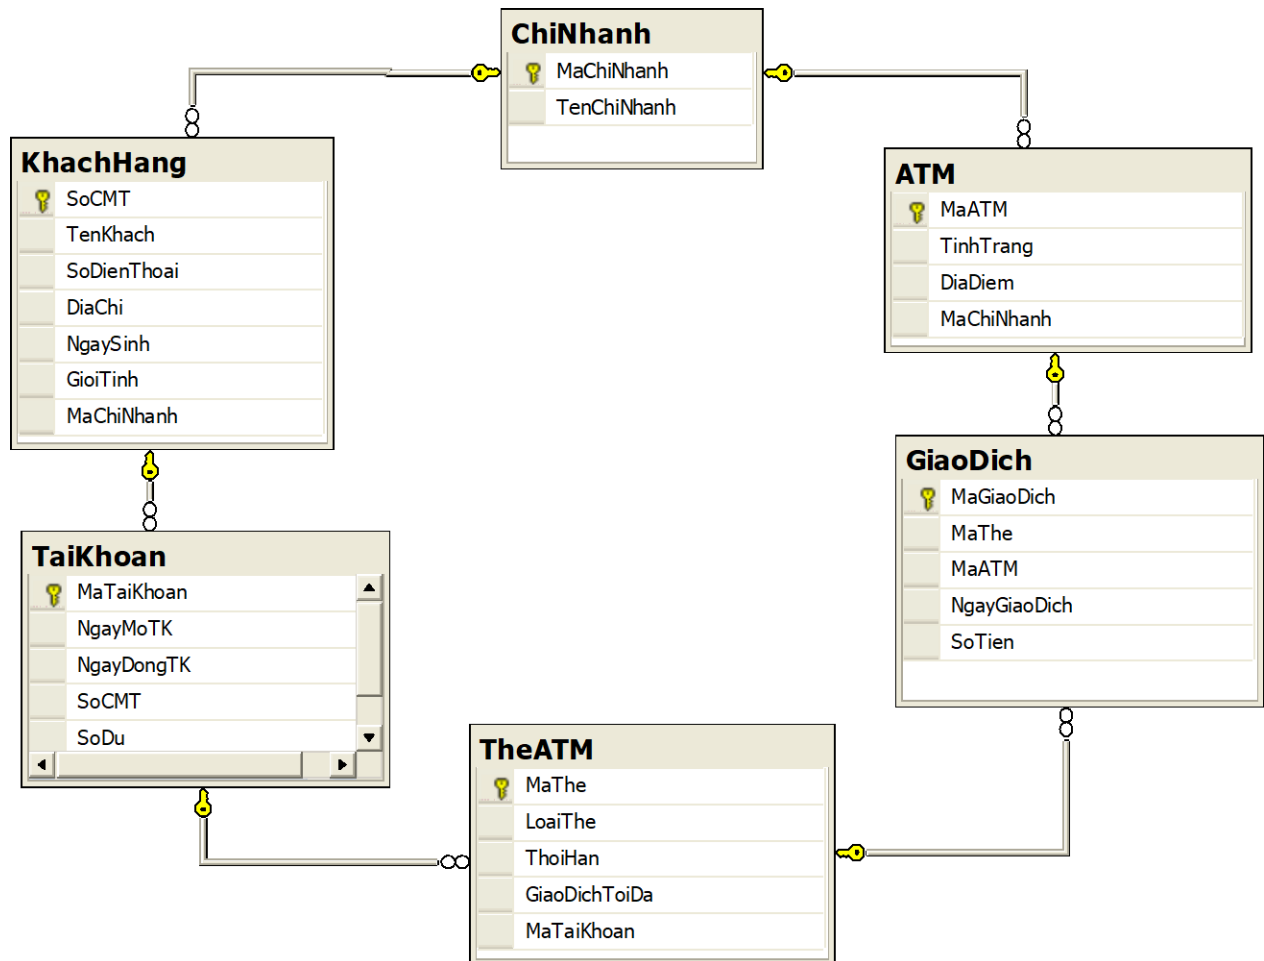 ChiNhanh
MaChiNhanh
TenChiNhanh
KhachHang
SoCMT
TenKhach
SoDienThoai
DiaChi
NgaySinh
GioiTinh
MaChiNhanh
ATM
MaATM
TinhTrang
DiaDiem
MaChiNhanh
GiaoDich
MaGiaoDich
MaThe
MaATM
NgayGiaoDich
SoTien
TaiKhoan
MaTaiKhoan
NgayMoTK
NgayDongTK
SoCMT
SoDu
TheATM
MaThe
LoaiThe
ThoiHan
GiaoDichToiDa
MaTaiKhoan